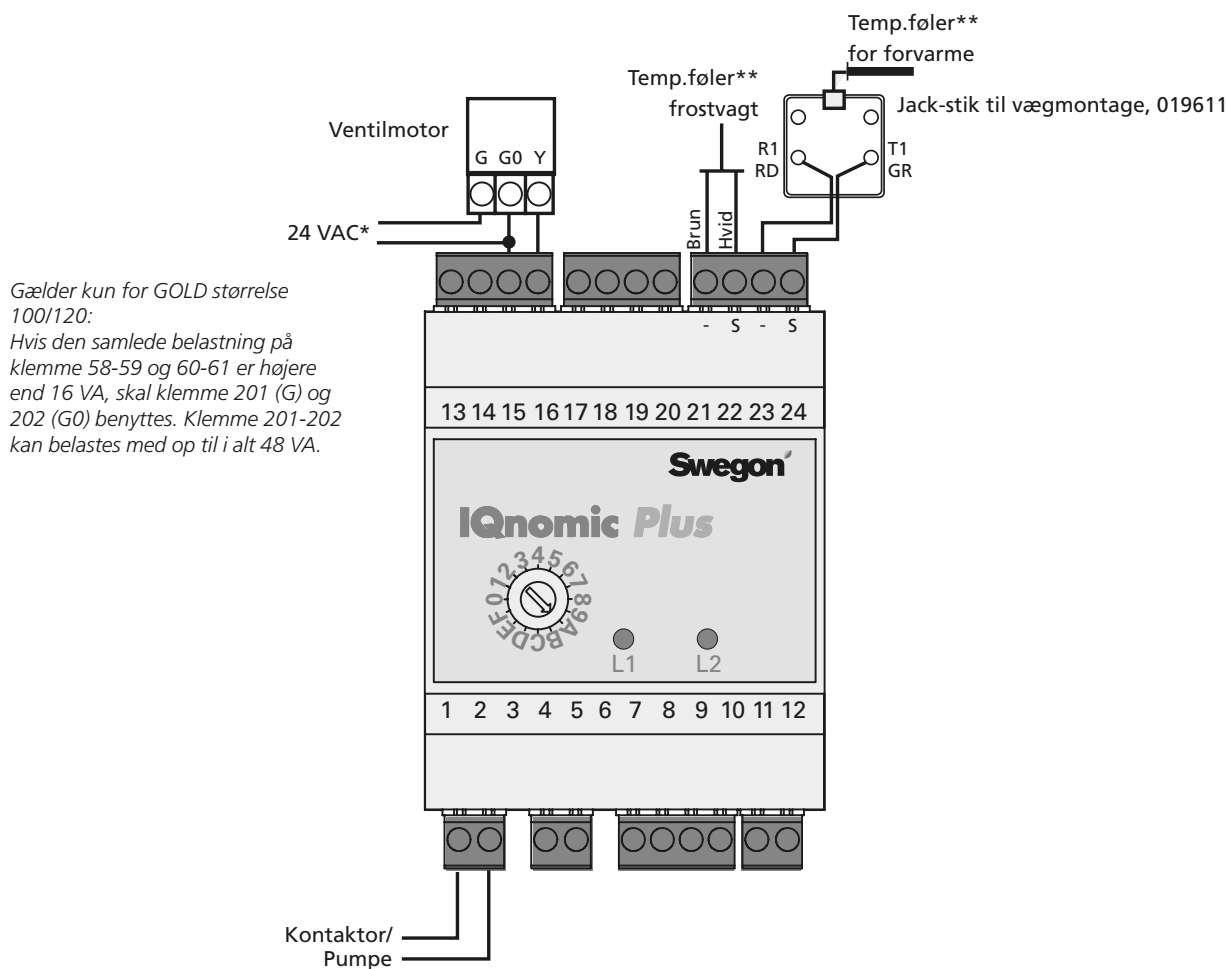 Temp.føler**
for forvarme
Temp.føler**
frostvagt
Jack-stik til vægmontage, 019611
Ventilmotor
R1
RD
T1
GR
G G0 Y
24 VAC*
Brun
Hvid
Gælder kun for GOLD størrelse
100/120:
Hvis den samlede belastning på
klemme 58-59 og 60-61 er højere
end 16 VA, skal klemme 201 (G) og
202 (G0) benyttes. Klemme 201-202
kan belastes med op til i alt 48 VA.
- S - S
13 14 15 16 17 18 19 20 21 22 23 24
Swegon
IQnomic Plus
0 1 2 3 4 5 6 7 8 9 A B C D E F
L1 L2
1 2 3 4 5 6 7 8 9 10 11 12
Kontaktor/
Pumpe